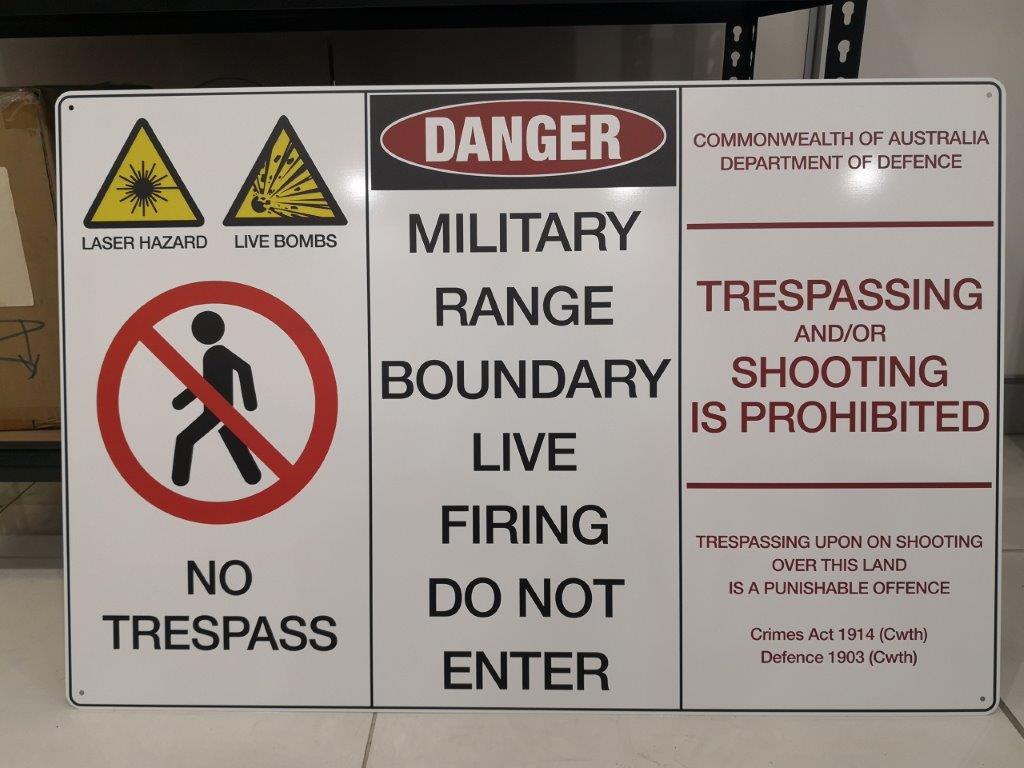 LASER HAZARD
LIVE BOMBS
NO
TRESPASS
DANGER
MILITARY
RANGE
BOUNDARY
LIVE
FIRING
DO NOT
ENTER
COMMONWEALTH OF AUSTRALIA
DEPARTMENT OF DEFENCE
TRESPASSING
AND/OR
SHOOTING
IS PROHIBITED
TRESPASSING UPON ON SHOOTING
OVER THIS LAND
IS A PUNISHABLE OFFENCE
Crimes Act 1914 (Cwth)
Defence 1903 (Cwth)